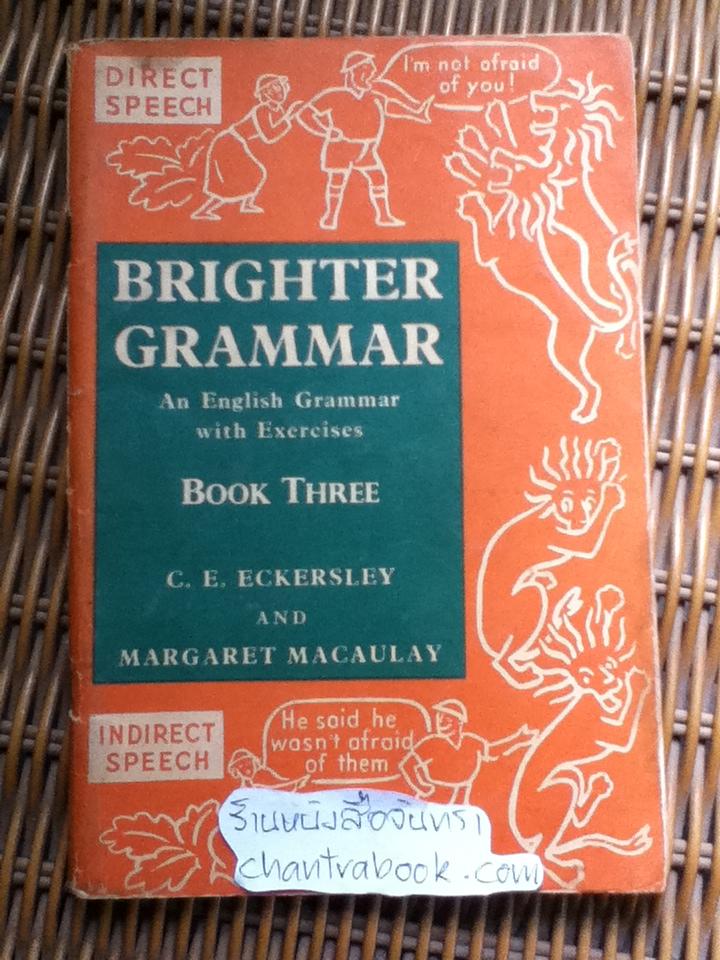 DIRECT
SPEECH
I'm not afraid
of you!
BRIGHTER
GRAMMAR
An English Grammar
with Exercises
BOOK THREE
C. E. ECKERSLEY
AND
MARGARET MACAULAY
INDIRECT
SPEECH
He said he
wasn't afraid
of them
ร้านหนังสือจันทรา
chantrabook.com